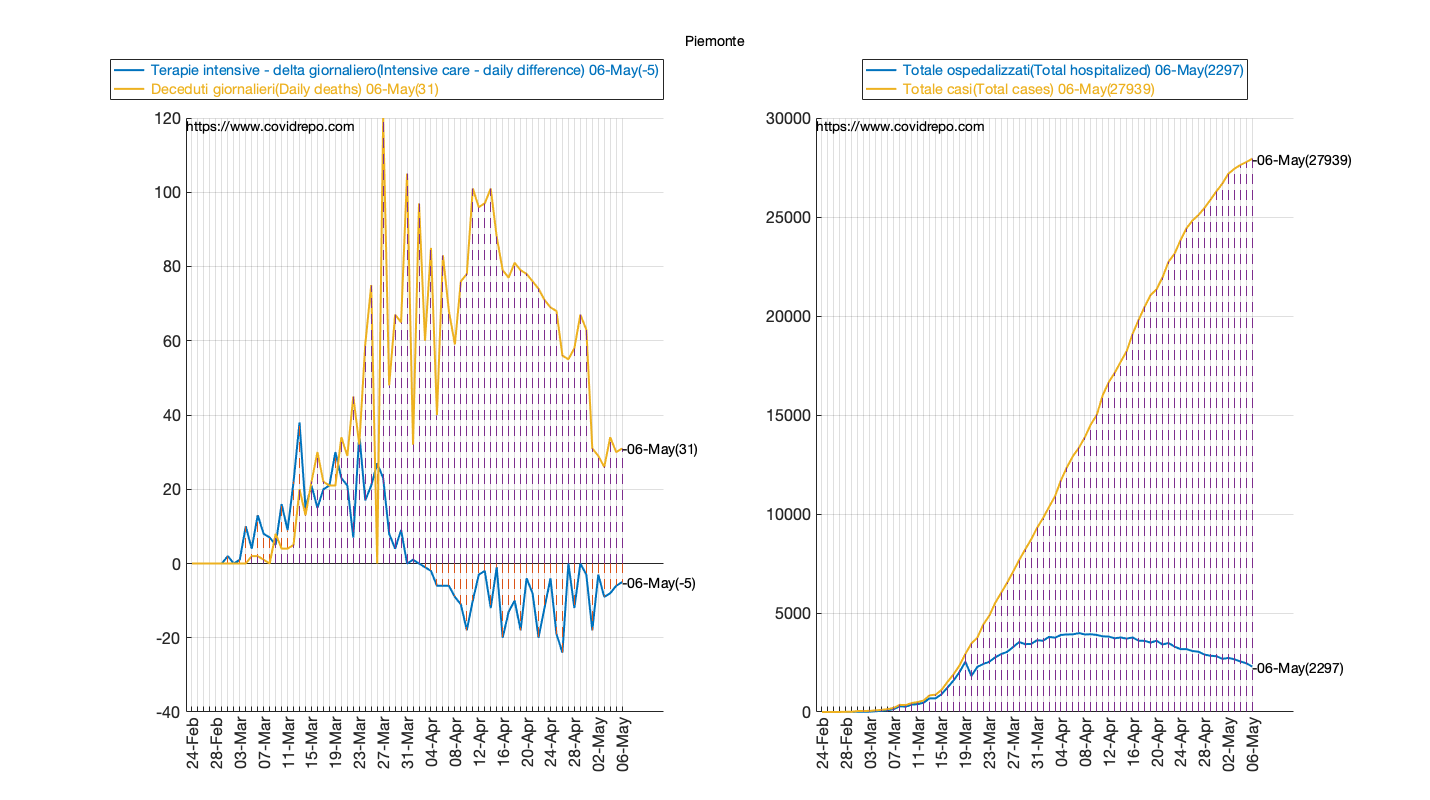 Piemonte
Terapie intensive - delta giornaliero(Intensive care - daily difference) 06-May(-5)
Deceduti giornalieri(Daily deaths) 06-May(31)
120
https://www.covidrepo.com
100
80
60
40
20
0
-20
-40
06-May(31)
06-May(-5)
24-Feb
28-Feb
03-Mar
07-Mar
11-Mar
15-Mar
19-Mar
23-Mar
27-Mar
31-Mar
04-Apr
08-Apr
12-Apr
16-Apr
20-Apr
24-Apr
28-Apr
02-May
06-May
Totale ospedalizzati(Total hospitalized) 06-May(2297)
Totale casi(Total cases) 06-May(27939)
30000
https://www.covidrepo.com
25000
20000
15000
10000
5000
0
06-May(27939)
06-May(2297)
24-Feb
28-Feb
03-Mar
07-Mar
11-Mar
15-Mar
19-Mar
23-Mar
27-Mar
31-Mar
04-Apr
08-Apr
12-Apr
16-Apr
20-Apr
24-Apr
28-Apr
02-May
06-May